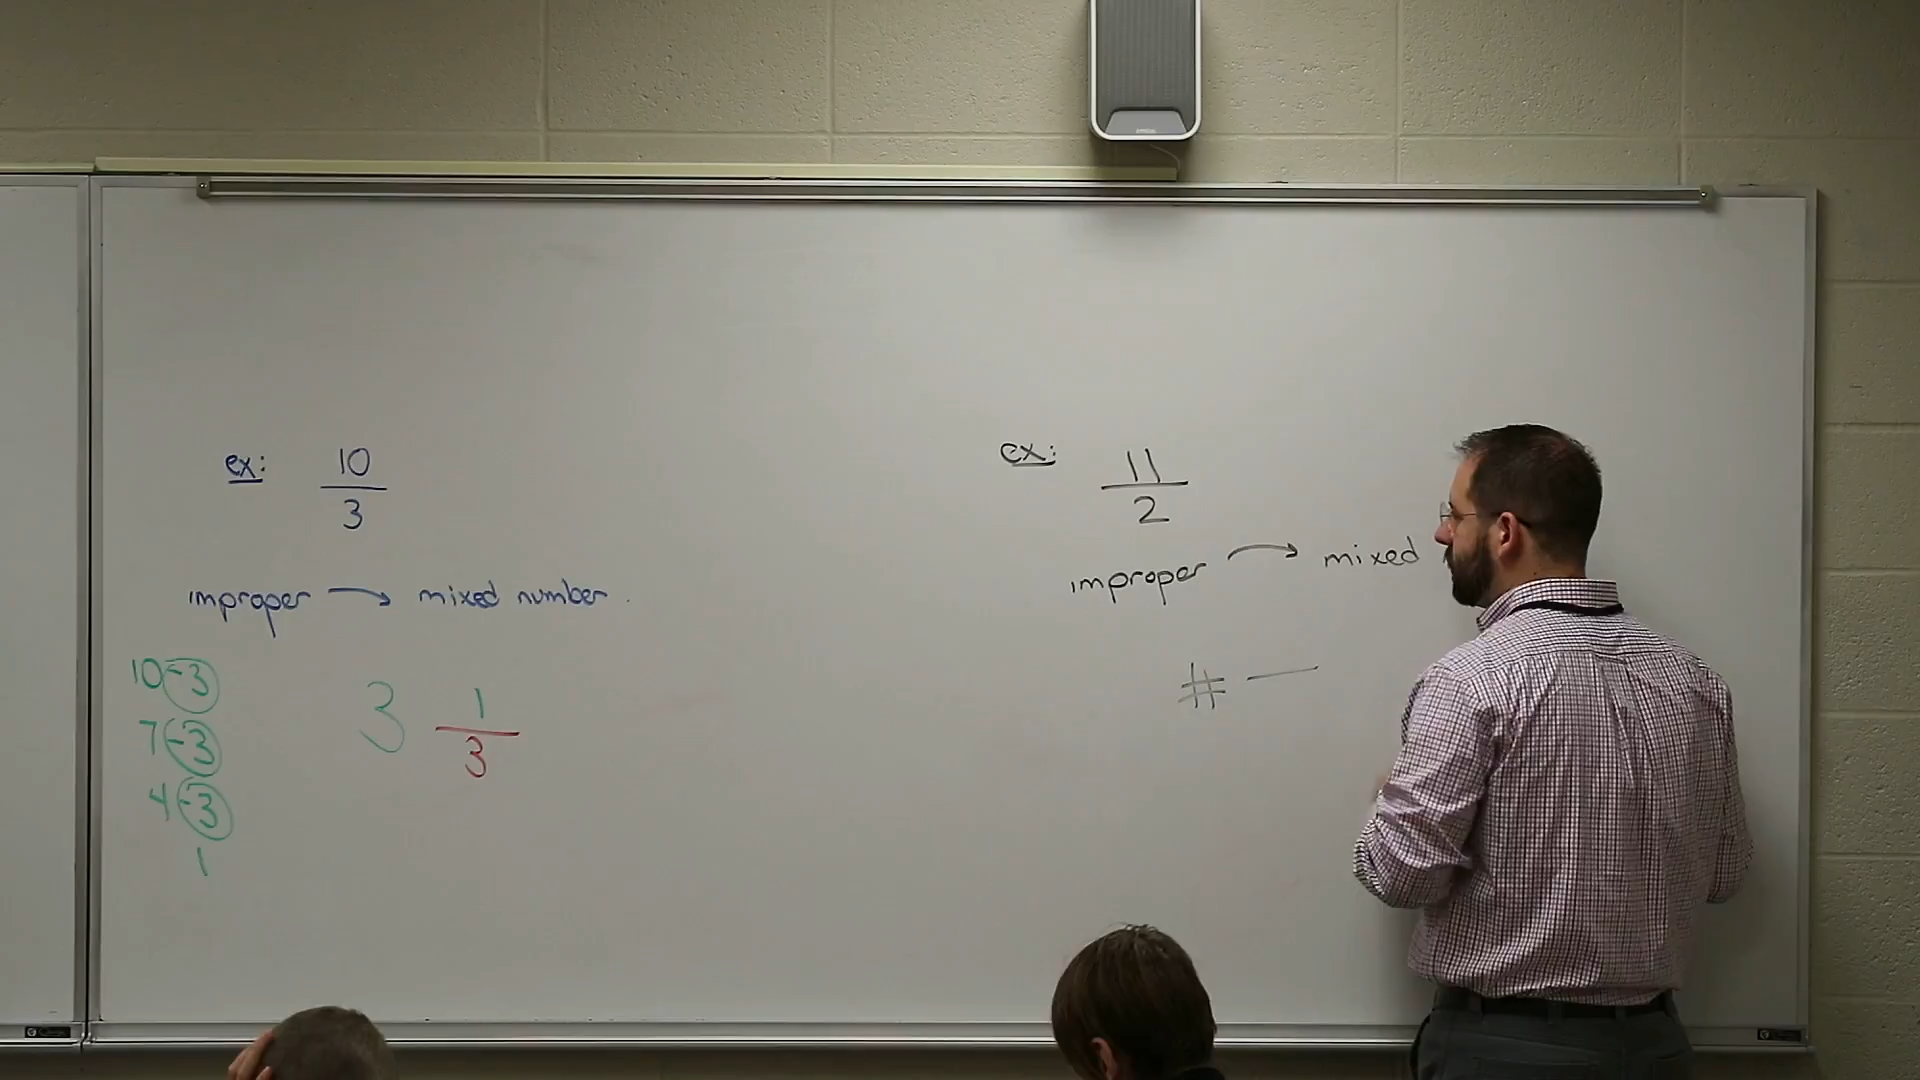 ex: 10
3
improper → mixed number.
10 -3
7 -3
4 -3
1
3 1
3
ex: 11
2
improper → mixed
# —